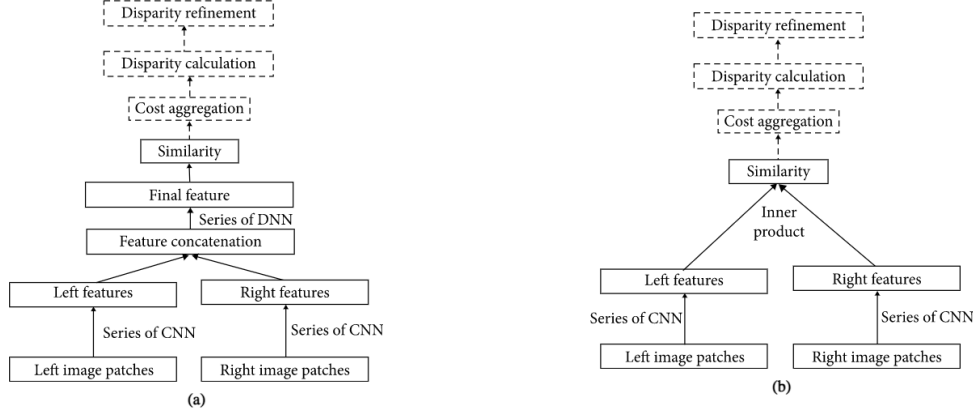 Disparity refinement
Disparity calculation
Cost aggregation
Similarity
Final feature
Series of DNN
Feature concatenation
Left features
Right features
Series of CNN
Series of CNN
Left image patches
Right image patches
(a)
Disparity refinement
Disparity calculation
Cost aggregation
Similarity
Inner
product
Left features
Right features
Series of CNN
Series of CNN
Left image patches
Right image patches
(b)